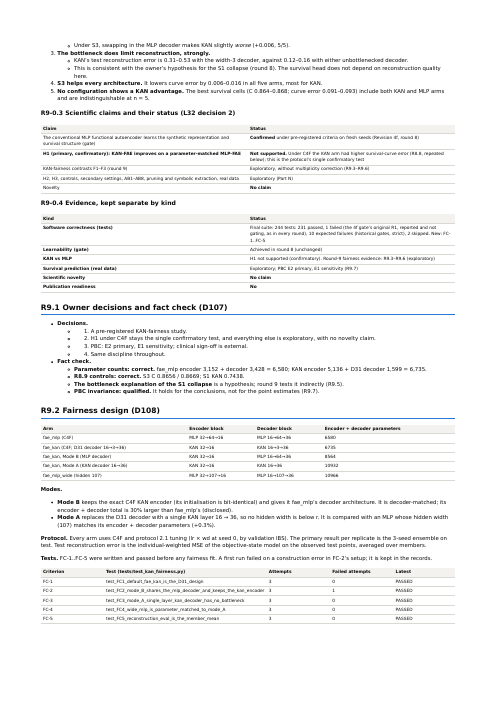 ◦ Under S3, swapping in the MLP decoder makes KAN slightly worse (+0.006, 5/5).
3. The bottleneck does limit reconstruction, strongly.
◦ KAN's test reconstruction error is 0.31–0.53 with the width-3 decoder, against 0.12–0.16 with either unbottlenecked decoder.
◦ This is consistent with the owner's hypothesis for the S1 collapse (round 8). The survival head does not depend on reconstruction quality
here.
4. S3 helps every architecture. It lowers curve error by 0.006–0.016 in all five arms, most for KAN.
5. No configuration shows a KAN advantage. The best survival cells (C 0.864–0.868; curve error 0.091–0.093) include both KAN and MLP arms
and are indistinguishable at n = 5.
R9-0.3 Scientific claims and their status (L32 decision 2)
Claim Status
The conventional MLP functional autoencoder learns the synthetic representation and Confirmed under pre-registered criteria on fresh seeds (Revision 4f, round 8)
survival structure (gate)
H1 (primary, confirmatory): KAN-FAE improves on a parameter-matched MLP-FAE Not supported. Under C4F the KAN arm had higher survival-curve error (R8.8, repeated
below); this is the protocol's single confirmatory test
KAN-fairness contrasts F1–F3 (round 9) Exploratory, without multiplicity correction (R9.3–R9.6)
H2, H3, controls, secondary settings, AB1–AB8, pruning and symbolic extraction, real data Exploratory (Part N)
Novelty No claim
R9-0.4 Evidence, kept separate by kind
Kind Status
Software correctness (tests) Final suite: 244 tests: 231 passed, 1 failed (the 4f gate's original R1, reported and not
gating, as in every round), 10 expected failures (historical gates, strict), 2 skipped. New: FC-
1..FC-5
Learnability (gate) Achieved in round 8 (unchanged)
KAN vs MLP H1 not supported (confirmatory). Round-9 fairness evidence: R9.3–R9.6 (exploratory)
Survival prediction (real data) Exploratory; PBC E2 primary, E1 sensitivity (R9.7)
Scientific novelty No claim
Publication readiness No
R9.1 Owner decisions and fact check (D107)
• Decisions.
◦ 1. A pre-registered KAN-fairness study.
◦ 2. H1 under C4F stays the single confirmatory test, and everything else is exploratory, with no novelty claim.
◦ 3. PBC: E2 primary, E1 sensitivity; clinical sign-off is external.
◦ 4. Same discipline throughout.
• Fact check.
◦ Parameter counts: correct. fae_mlp encoder 3,152 + decoder 3,428 = 6,580; KAN encoder 5,136 + D31 decoder 1,599 = 6,735.
◦ R8.9 controls: correct. S3 C 0.8656 / 0.8669; S1 KAN 0.7438.
◦ The bottleneck explanation of the S1 collapse is a hypothesis; round 9 tests it indirectly (R9.5).
◦ PBC invariance: qualified. It holds for the conclusions, not for the point estimates (R9.7).
R9.2 Fairness design (D108)
Arm Encoder block Decoder block Encoder + decoder parameters
fae_mlp (C4F) MLP 32→64→16 MLP 16→64→36 6580
fae_kan (C4F; D31 decoder 16→3→36) KAN 32→16 KAN 16→3→36 6735
fae_kan, Mode B (MLP decoder) KAN 32→16 MLP 16→64→36 8564
fae_kan, Mode A (KAN decoder 16→36) KAN 32→16 KAN 16→36 10932
fae_mlp_wide (hidden 107) MLP 32→107→16 MLP 16→107→36 10966
Modes.
• Mode B keeps the exact C4F KAN encoder (its initialisation is bit-identical) and gives it fae_mlp's decoder architecture. It is decoder-matched; its
encoder + decoder total is 30% larger than fae_mlp's (disclosed).
• Mode A replaces the D31 decoder with a single KAN layer 16 → 36, so no hidden width is below r. It is compared with an MLP whose hidden width
(107) matches its encoder + decoder parameters (+0.3%).
Protocol. Every arm uses C4F and protocol 2.1 tuning (lr × wd at seed 0, by validation IBS). The primary result per replicate is the 3-seed ensemble on
test. Test reconstruction error is the individual-weighted MSE of the objective-scale model on the observed test points, averaged over members.
Tests. FC-1..FC-5 were written and passed before any fairness fit. A first run failed on a construction error in FC-2's setup; it is kept in the records.
Criterion Test (tests/test_kan_fairness.py) Attempts Failed attempts Latest
FC-1 test_FC1_default_fae_kan_is_the_D31_design 3 0 PASSED
FC-2 test_FC2_mode_B_shares_the_mlp_decoder_and_keeps_the_kan_encoder 3 1 PASSED
FC-3 test_FC3_mode_A_single_layer_kan_decoder_has_no_bottleneck 3 0 PASSED
FC-4 test_FC4_wide_mlp_is_parameter_matched_to_mode_A 3 0 PASSED
FC-5 test_FC5_reconstruction_eval_is_the_member_mean 3 0 PASSED